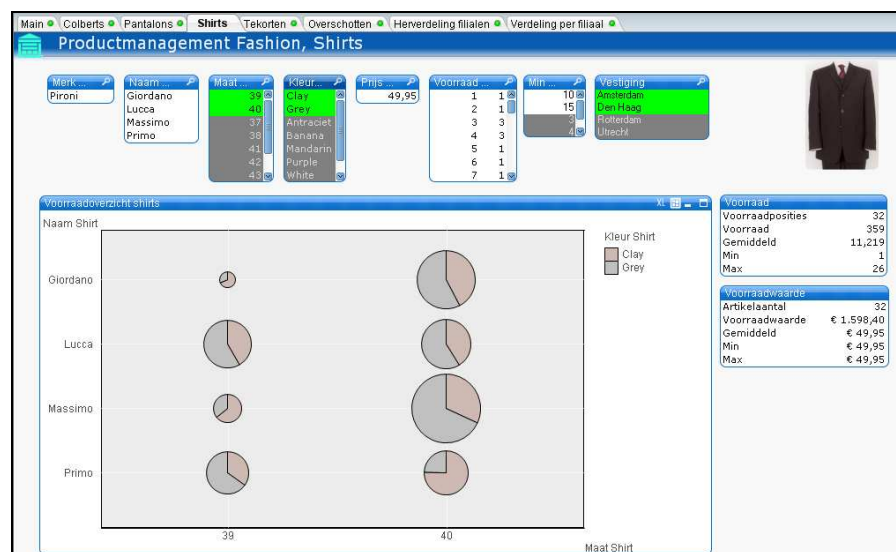 Main Colberts Pantalons Shirts Tekorten Overschotten Herverdeling filialen Verdeling per filiaal
Productmanagement Fashion, Shirts
Merk ... Naam ... Maat ... Kleur... Prijs ... Voorraad ... Min ... Vestiging
Pironi Giordano 39 Clay 49,95 1 1 10 Amsterdam
Lucca 40 Grey 2 1 15 Den Haag
Massimo 37 Antraciet 3 3 3 Rotterdam
Primo 38 Banana 4 3 4 Utrecht
41 Mandarin 5 1
42 Purple 6 1
43 White 7 1
Voorraadoverzicht shirts XL
Naam Shirt
Kleur Shirt
Clay
Grey
Giordano
Lucca
Massimo
Primo
39 40
Maat Shirt
Voorraad
Voorraadposities 32
Voorraad 359
Gemiddeld 11,219
Min 1
Max 26
Voorraadwaarde
Artikelaantal 32
Voorraadwaarde € 1.598,40
Gemiddeld € 49,95
Min € 49,95
Max € 49,95